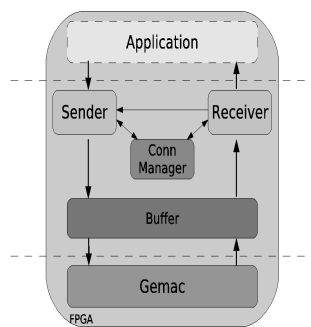 Application
Sender
Receiver
Conn
Manager
Buffer
Gemac
FPGA